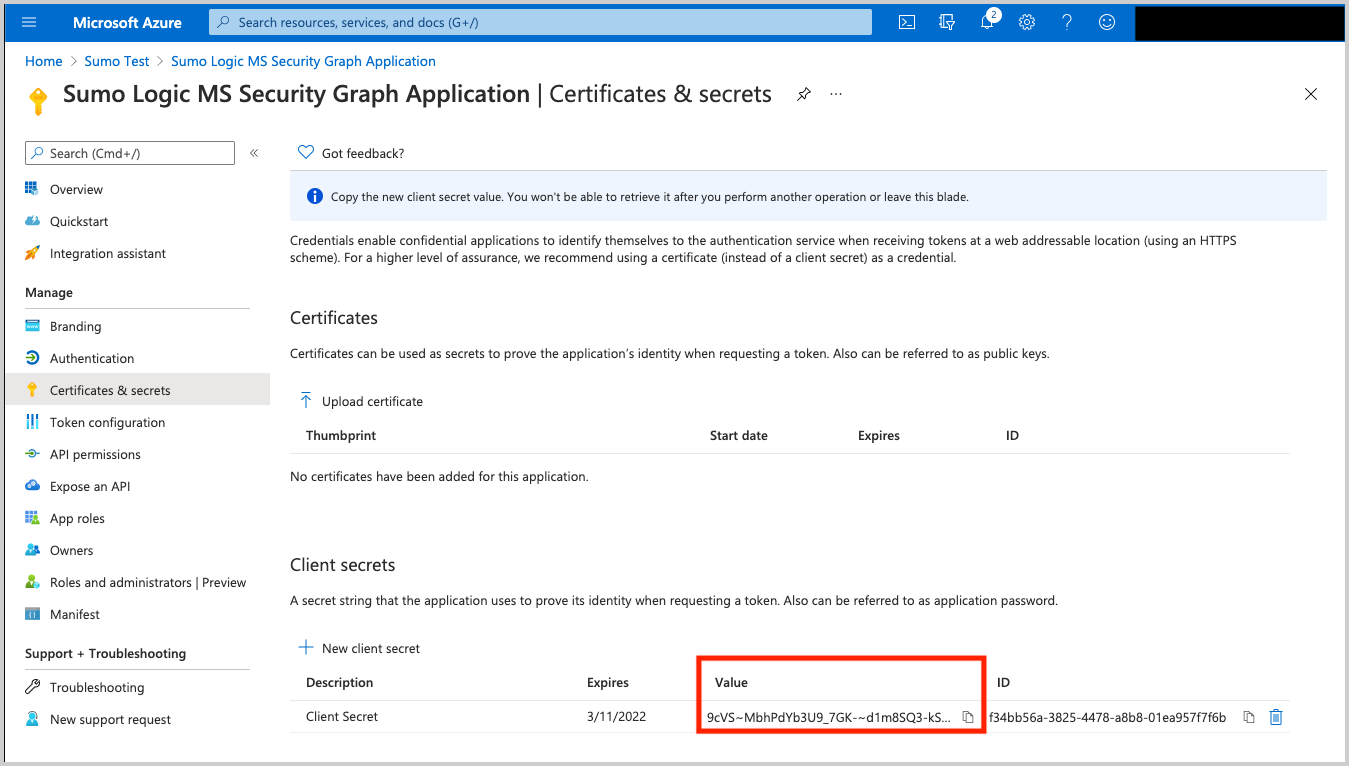 Microsoft Azure
Search resources, services, and docs (G+/)
2
Home > Sumo Test > Sumo Logic MS Security Graph Application
Sumo Logic MS Security Graph Application | Certificates & secrets
Search (Cmd+/)
Overview
Quickstart
Integration assistant
Manage
Branding
Authentication
Certificates & secrets
Token configuration
API permissions
Expose an API
App roles
Owners
Roles and administrators | Preview
Manifest
Support + Troubleshooting
Troubleshooting
New support request
Got feedback?
Copy the new client secret value. You won't be able to retrieve it after you perform another operation or leave this blade.
Credentials enable confidential applications to identify themselves to the authentication service when receiving tokens at a web addressable location (using an HTTPS
scheme). For a higher level of assurance, we recommend using a certificate (instead of a client secret) as a credential.
Certificates
Certificates can be used as secrets to prove the application's identity when requesting a token. Also can be referred to as public keys.
Upload certificate
Thumbprint Start date Expires ID
No certificates have been added for this application.
Client secrets
A secret string that the application uses to prove its identity when requesting a token. Also can be referred to as application password.
New client secret
Description Expires Value ID
Client Secret 3/11/2022 9cVS~MbhPdYb3U9_7GK-~d1m8SQ3-kS... f34bb56a-3825-4478-a8b8-01ea957f7f6b